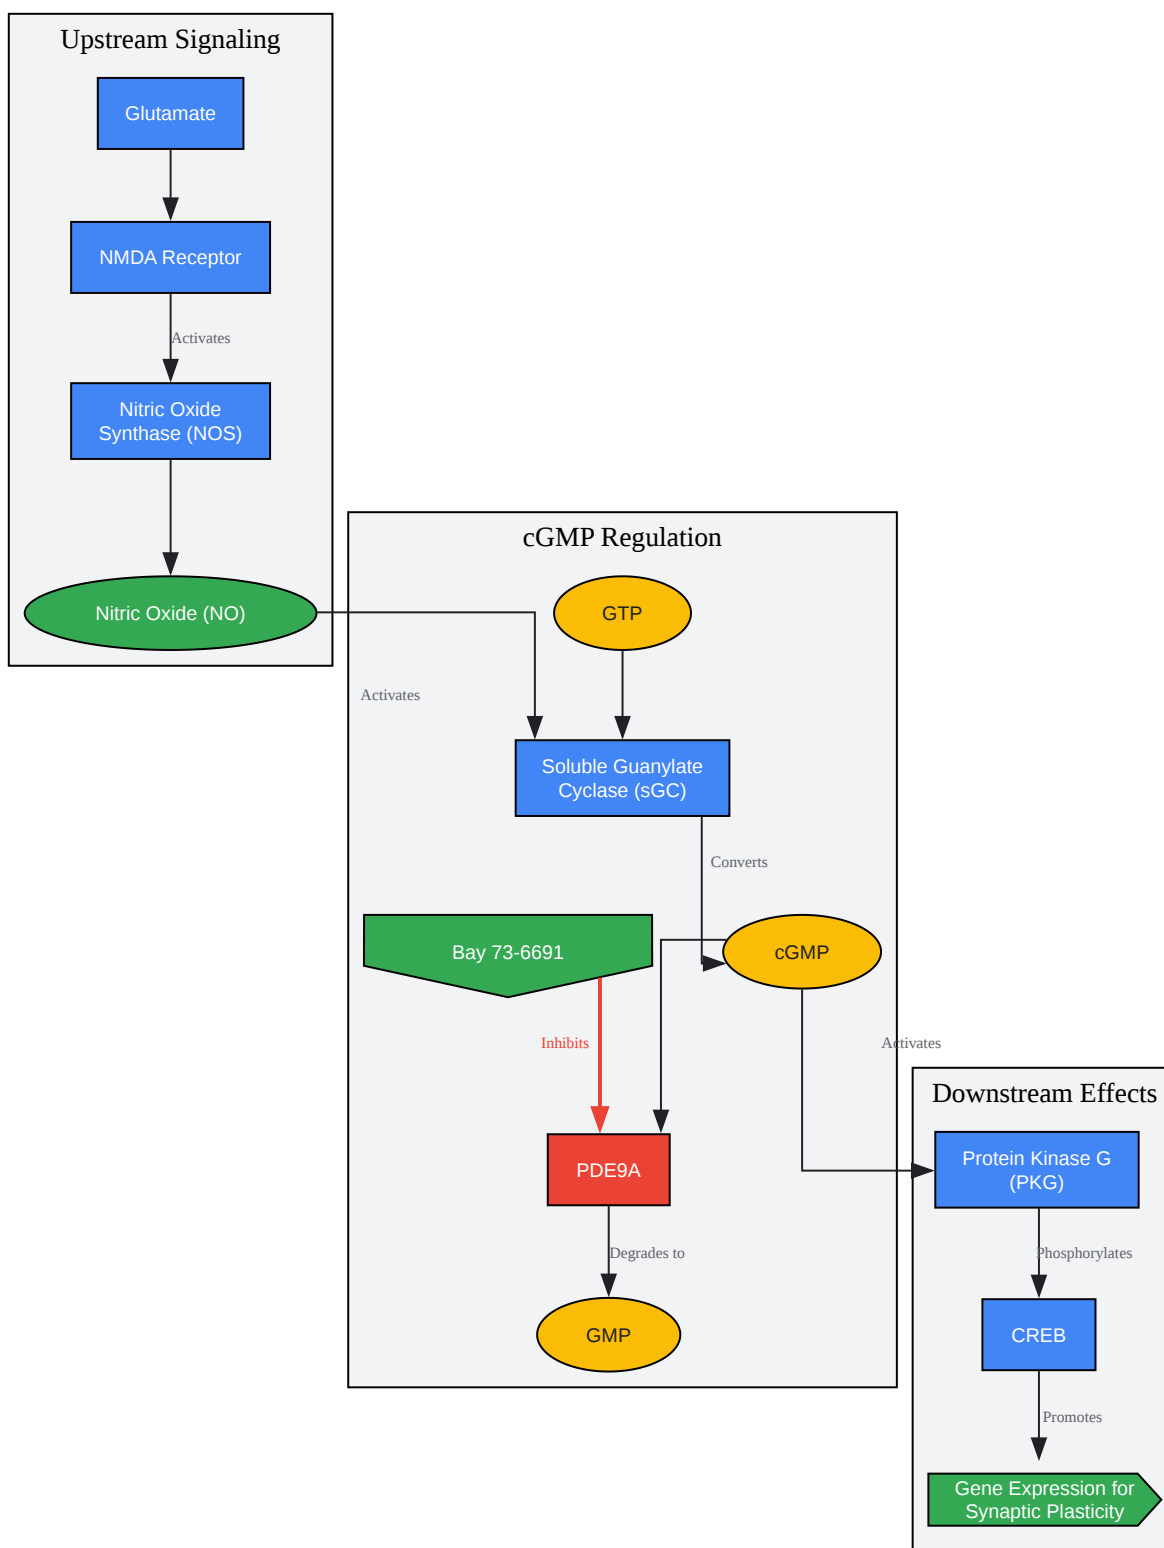 Upstream Signaling
Glutamate
NMDA Receptor
Activates
Nitric Oxide
Synthase (NOS)
Nitric Oxide (NO)
cGMP Regulation
GTP
Activates
Soluble Guanylate
Cyclase (sGC)
Converts
Bay 73-6691
cGMP
Inhibits
Activates
PDE9A
Degrades to
GMP
Downstream Effects
Protein Kinase G
(PKG)
Phosphorylates
CREB
Promotes
Gene Expression for
Synaptic Plasticity